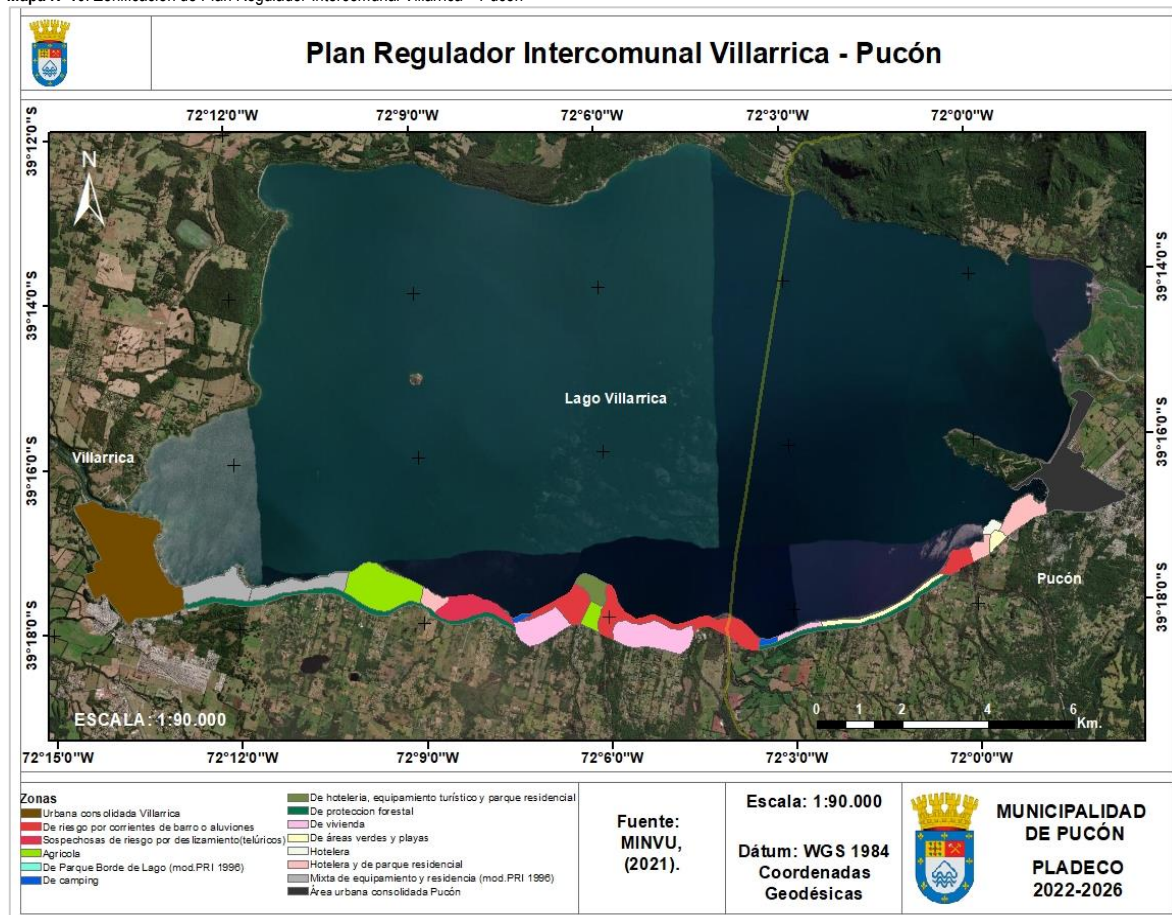 Plan Regulador Intercomunal Villarrica - Pucón
72°12'0"W 72°9'0"W 72°6'0"W 72°3'0"W 72°0'0"W
39°12'0"S
N
39°14'0"S
39°14'0"S
Lago Villarrica
39°16'0"S
Villarrica
39°16'0"S
Pucón
39°18'0"S
39°18'0"S
ESCALA: 1:90.000
0 1 2 4 6
Km.
72°15'0"W 72°12'0"W 72°9'0"W 72°6'0"W 72°3'0"W 72°0'0"W
Zonas
Urbana consolidada Villarrica
De riesgo por corrientes de barro o aluviones
Sospechosas de riesgo por deslizamiento(telúricos)
Agrícola
De Parque Borde de Lago (mod.PRI 1996)
De camping
De hoteleria, equipamiento turístico y parque residencial
De proteccion forestal
De vivienda
De áreas verdes y playas
Hotelera
Hotelera y de parque residencial
Mixta de equipamiento y residencia (mod.PRI 1996)
Área urbana consolidada Pucón
Fuente:
MINVU,
(2021).
Escala: 1:90.000
Dátum: WGS 1984
Coordenadas
Geodésicas
MUNICIPALIDAD
DE PUCÓN
PLADECO
2022-2026